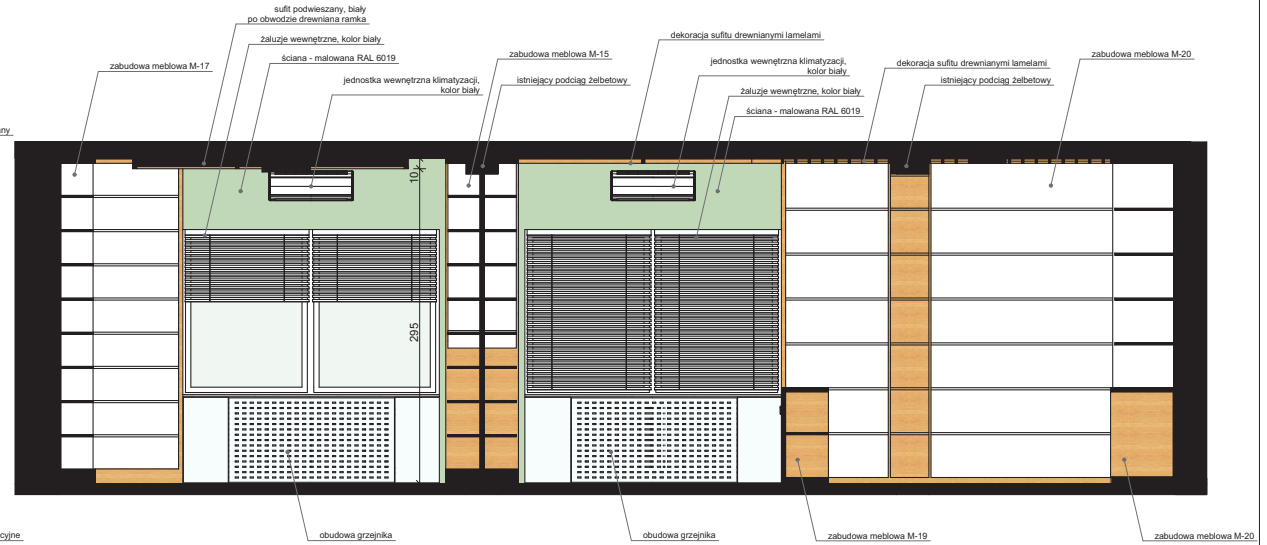 sufit podwieszany, biały
po obwodzie drewniana ramka
żaluzje wewnętrzne, kolor biały
ściana - malowana RAL 6019
zabudowa meblowa M-17
jednostka wewnętrzna klimatyzacji,
kolor biały
zabudowa meblowa M-15
istniejący podciąg żelbetowy
dekoracja sufitu drewnianymi lamelami
jednostka wewnętrzna klimatyzacji,
kolor biały
żaluzje wewnętrzne, kolor biały
ściana - malowana RAL 6019
dekoracja sufitu drewnianymi lamelami
istniejący podciąg żelbetowy
zabudowa meblowa M-20
any
10
295
cyjne
obudowa grzejnika
obudowa grzejnika
zabudowa meblowa M-19
zabudowa meblowa M-20